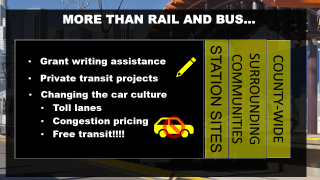 MORE THAN RAIL AND BUS...
• Grant writing assistance
• Private transit projects
• Changing the car culture
• Toll lanes
• Congestion pricing
• Free transit!!!!
STATION SITES
SURROUNDING
COMMUNITIES
COUNTY-WIDE